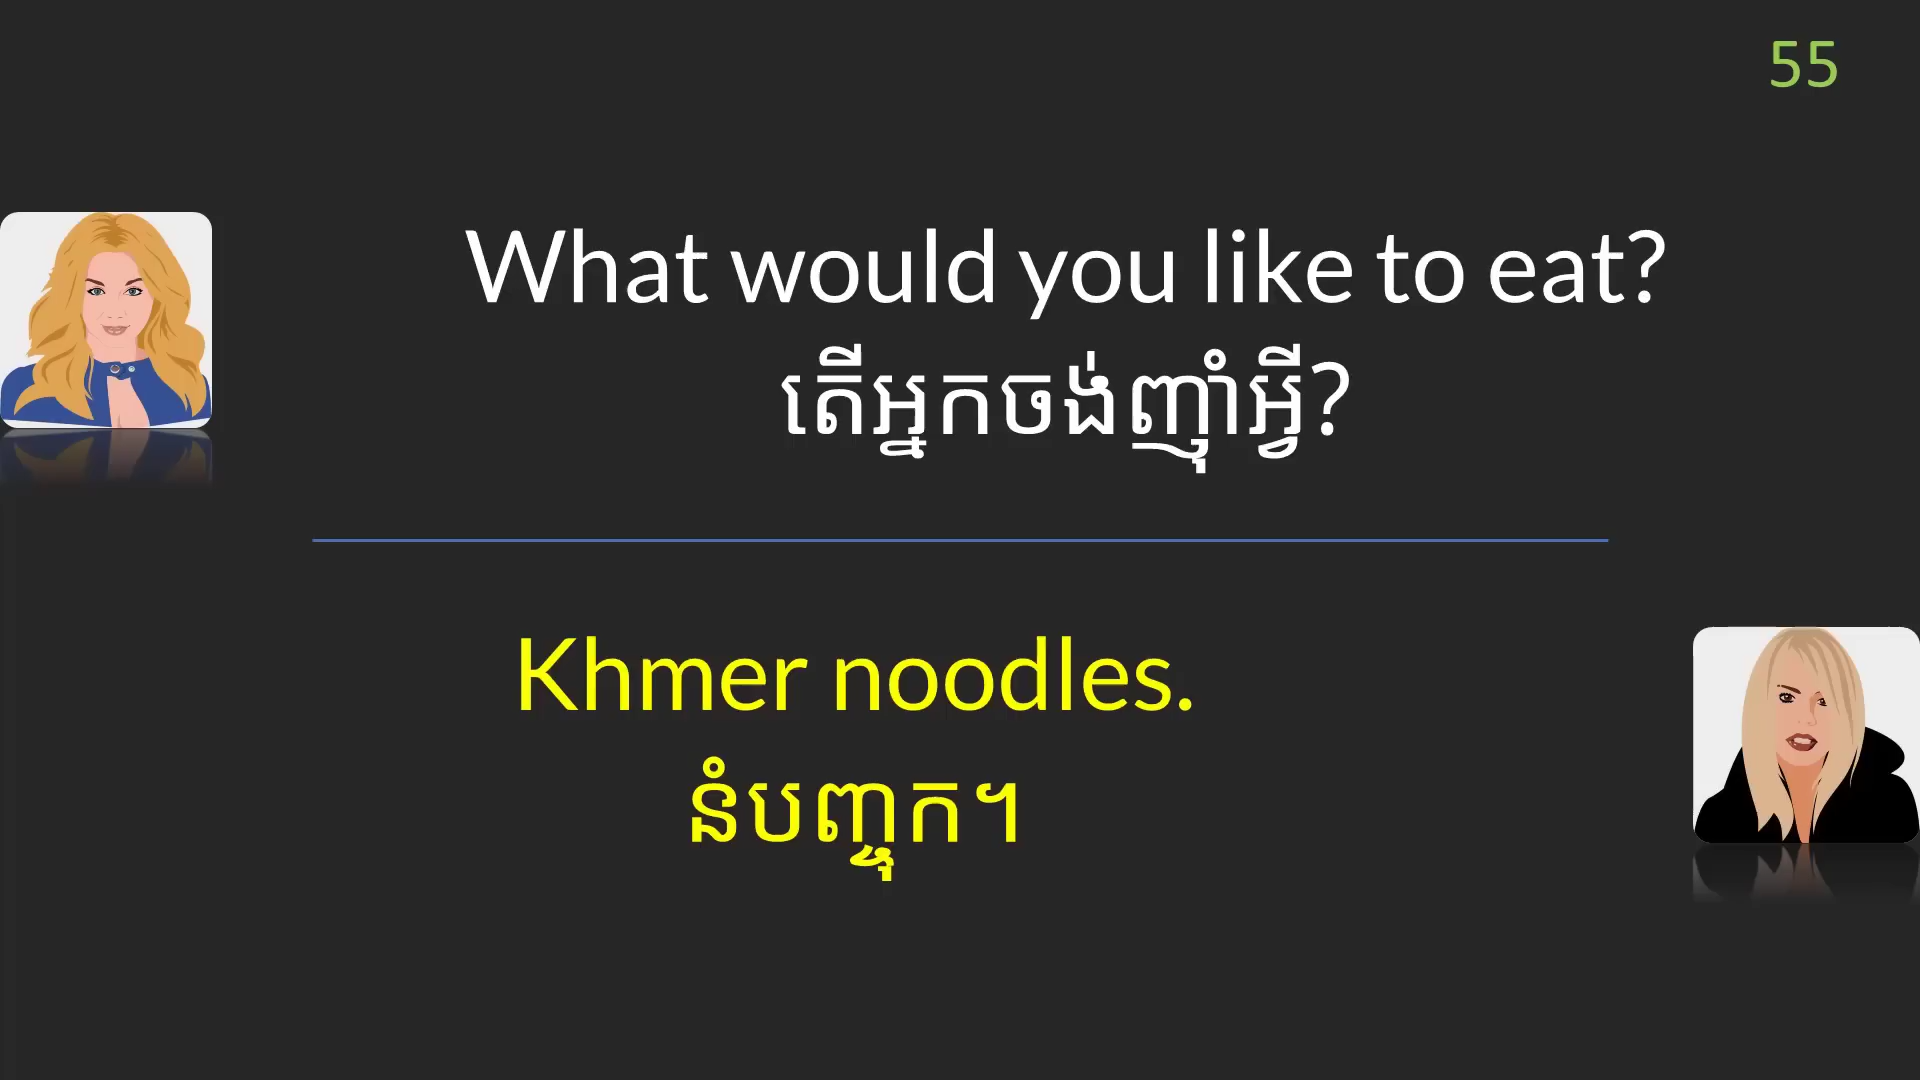 55
What would you like to eat?
តើអ្នកចង់ញ៉ាំអ្វី?
Khmer noodles.
នំបញ្ចុក។